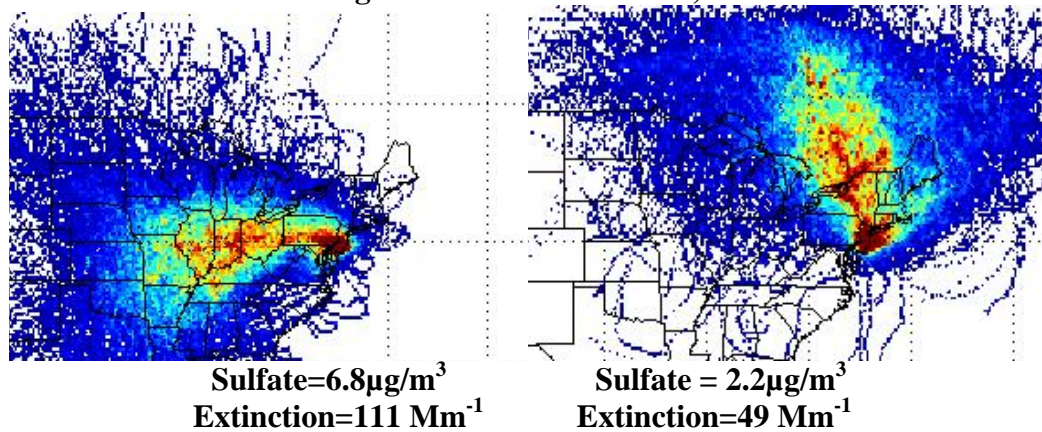 Sulfate=6.8µg/m³ Sulfate = 2.2µg/m³
Extinction=111 Mm⁻¹ Extinction=49 Mm⁻¹